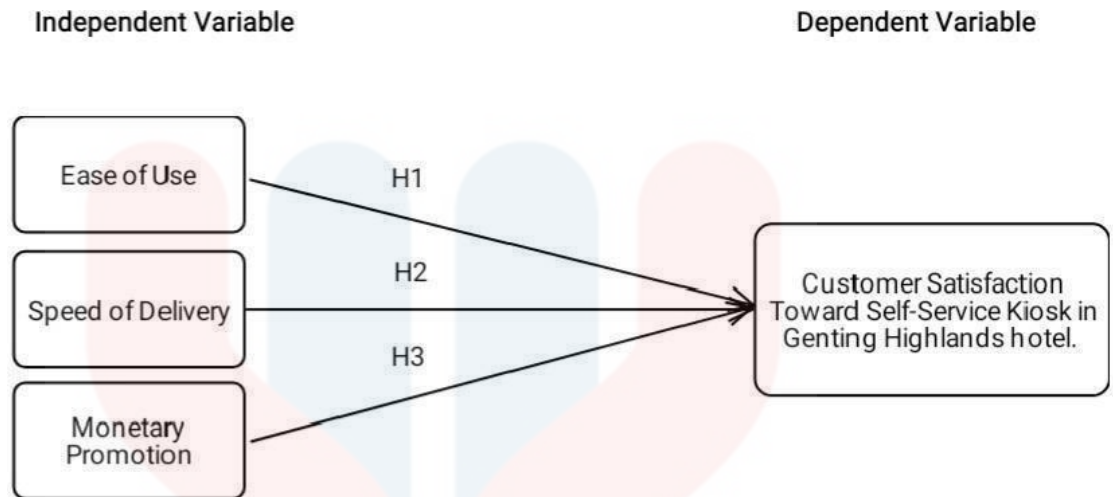 Independent Variable
Dependent Variable
Ease of Use
H1
Speed of Delivery
H2
Monetary
Promotion
H3
Customer Satisfaction
Toward Self-Service Kiosk in
Genting Highlands hotel.